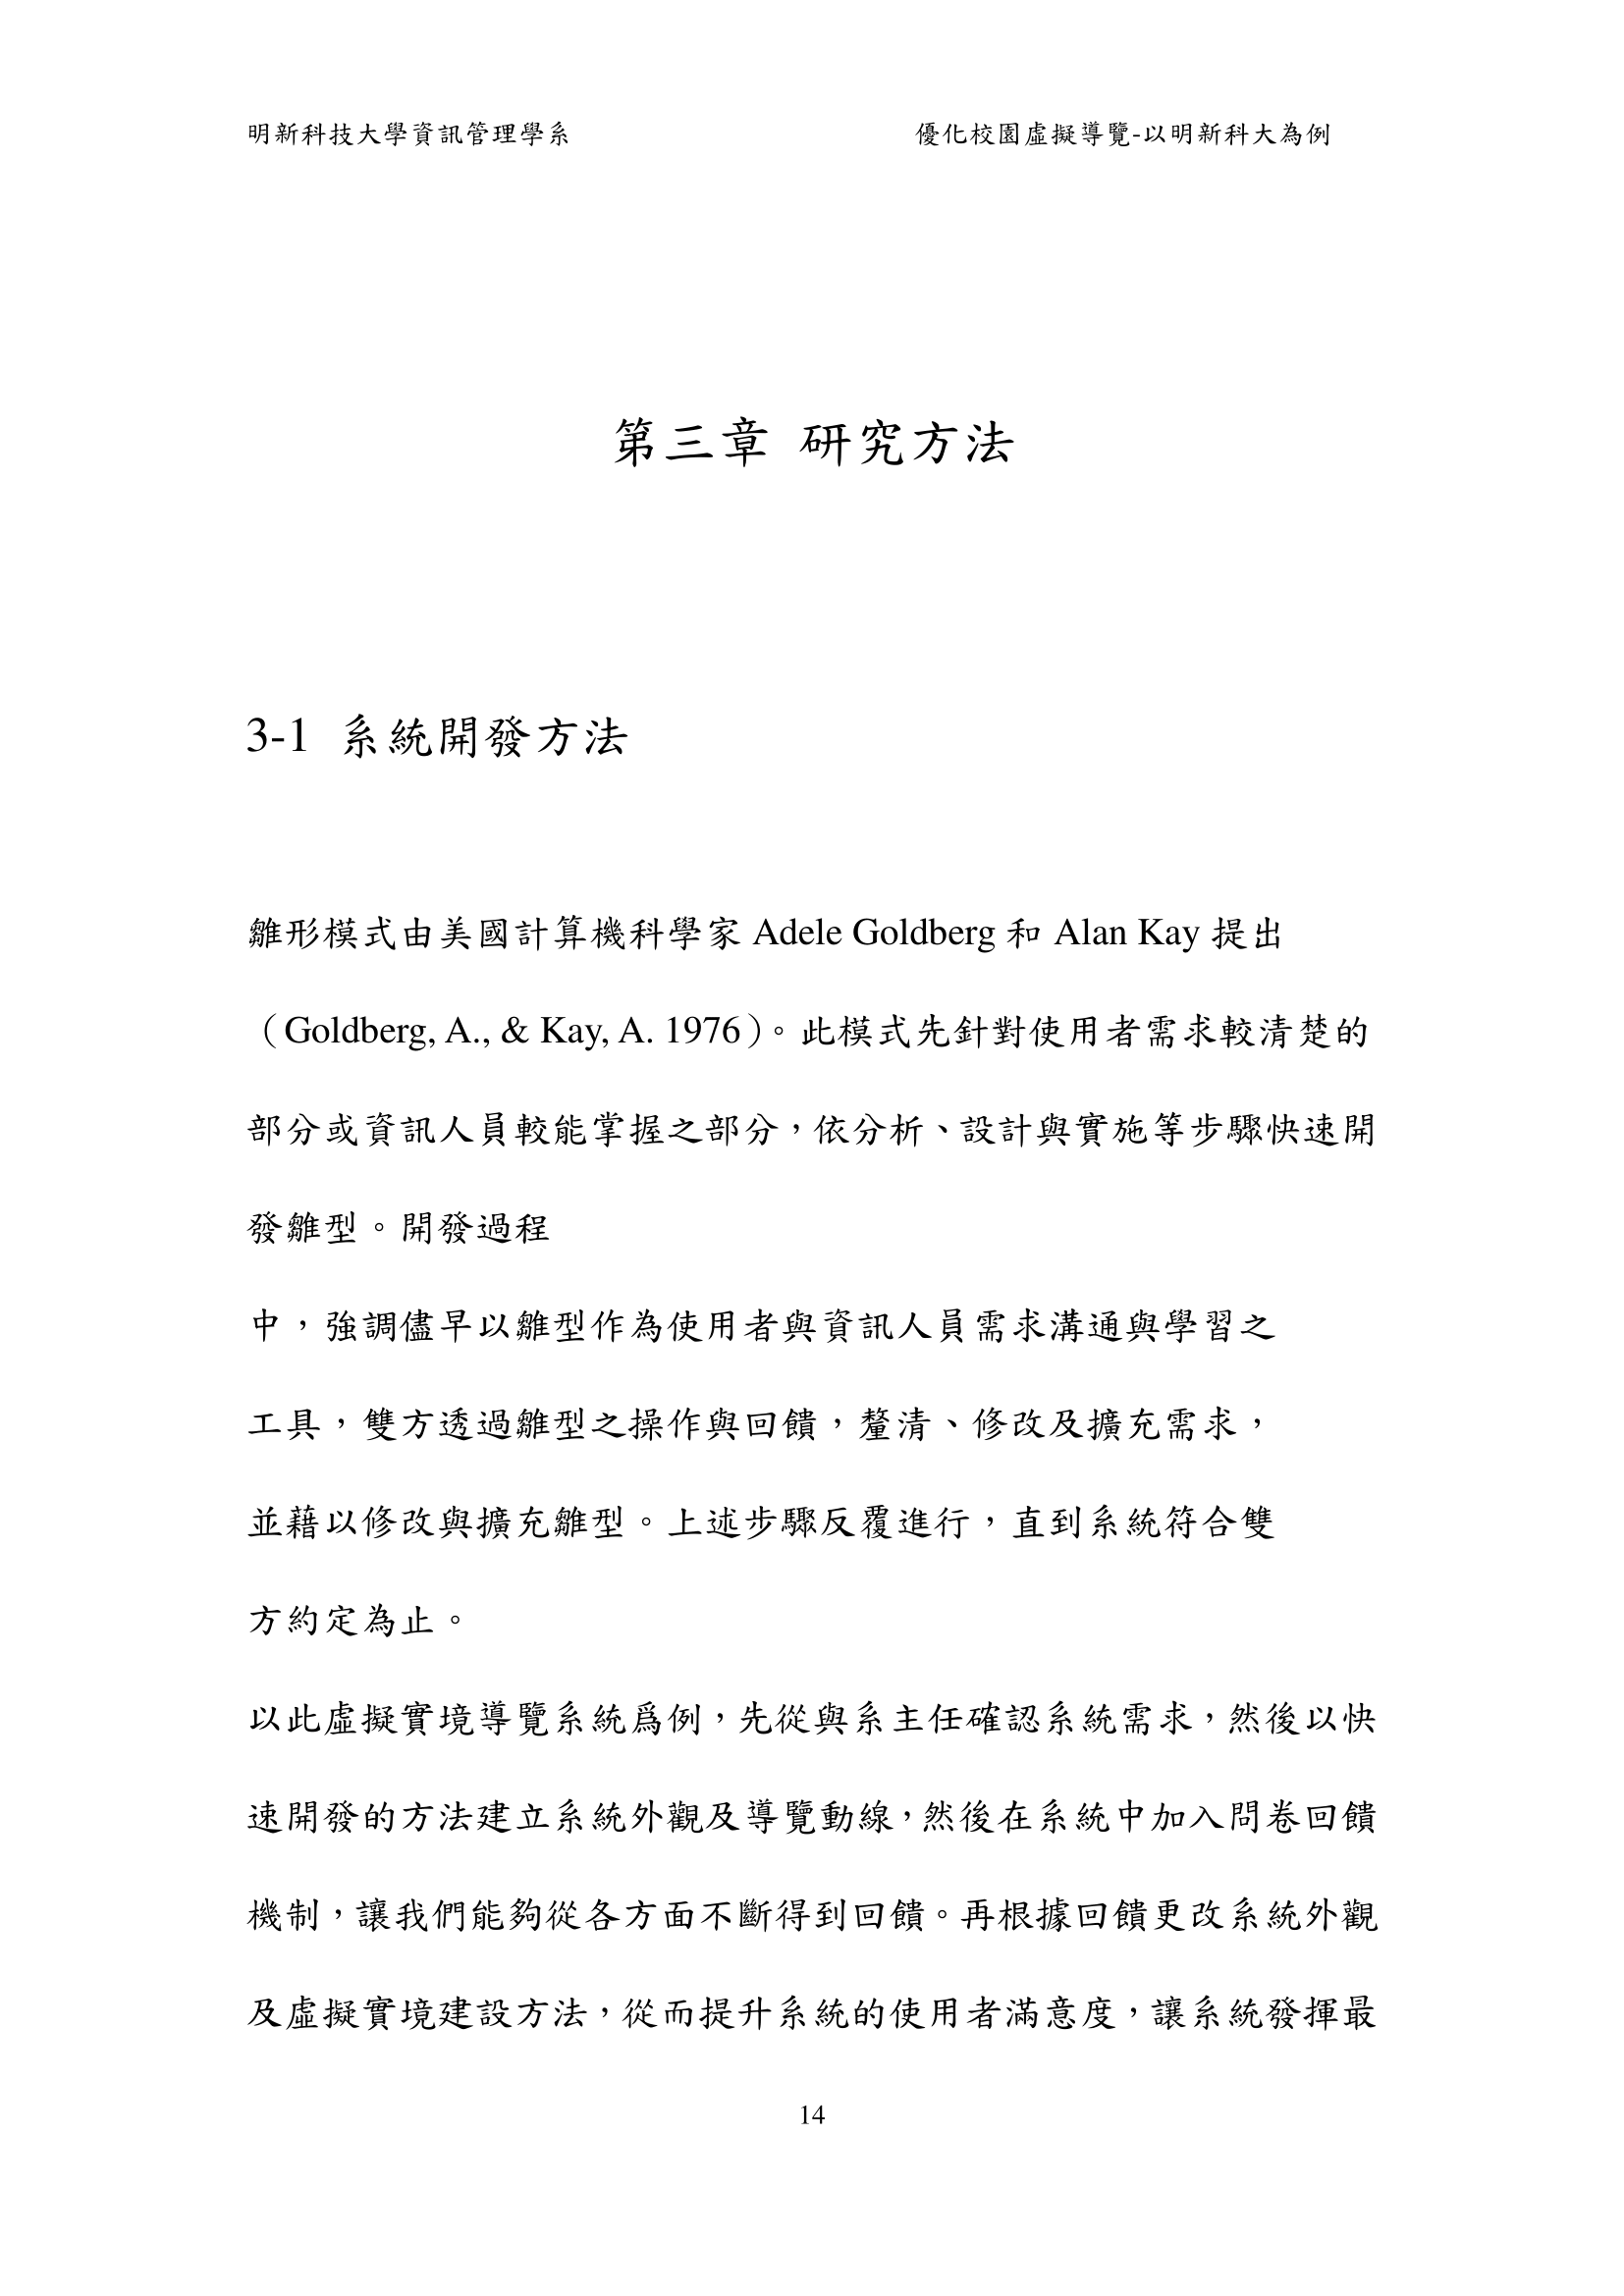 明新科技大學資訊管理學系 優化校園虛擬導覽-以明新科大為例
第三章 研究方法
3-1 系統開發方法
雛形模式由美國計算機科學家 Adele Goldberg 和 Alan Kay 提出
（Goldberg, A., & Kay, A. 1976）。此模式先針對使用者需求較清楚的
部分或資訊人員較能掌握之部分，依分析、設計與實施等步驟快速開
發雛型。開發過程
中，強調儘早以雛型作為使用者與資訊人員需求溝通與學習之
工具，雙方透過雛型之操作與回饋，釐清、修改及擴充需求，
並藉以修改與擴充雛型。上述步驟反覆進行，直到系統符合雙
方約定為止。
以此虛擬實境導覽系統爲例，先從與系主任確認系統需求，然後以快
速開發的方法建立系統外觀及導覽動線，然後在系統中加入問卷回饋
機制，讓我們能夠從各方面不斷得到回饋。再根據回饋更改系統外觀
及虛擬實境建設方法，從而提升系統的使用者滿意度，讓系統發揮最
14